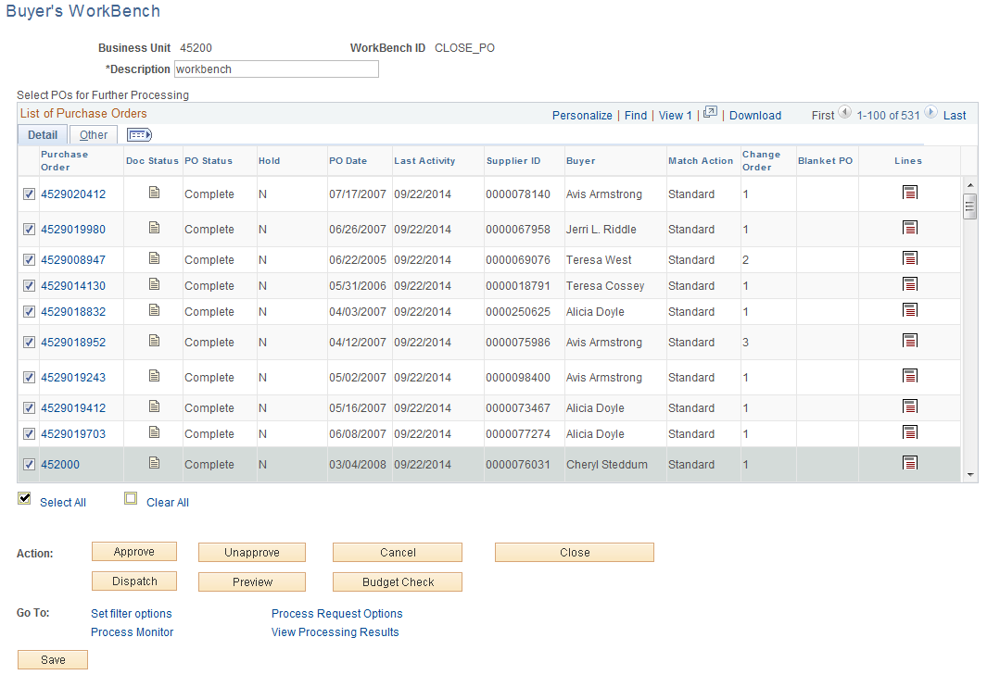 Buyer's WorkBench
Business Unit 45200 WorkBench ID CLOSE_PO
*Description workbench
Select POs for Further Processing
List of Purchase Orders Personalize | Find | View 1 | | Download First 1-100 of 531 Last
Detail Other
Purchase Order Doc Status PO Status Hold PO Date Last Activity Supplier ID Buyer Match Action Change Order Blanket PO Lines
4529020412 Complete N 07/17/2007 09/22/2014 0000078140 Avis Armstrong Standard 1
4529019980 Complete N 06/26/2007 09/22/2014 0000067958 Jerri L. Riddle Standard 1
4529008947 Complete N 06/22/2005 09/22/2014 0000069076 Teresa West Standard 2
4529014130 Complete N 05/31/2006 09/22/2014 0000018791 Teresa Cossey Standard 1
4529018832 Complete N 04/03/2007 09/22/2014 0000250625 Alicia Doyle Standard 1
4529018952 Complete N 04/12/2007 09/22/2014 0000075986 Avis Armstrong Standard 3
4529019243 Complete N 05/02/2007 09/22/2014 0000098400 Avis Armstrong Standard 1
4529019412 Complete N 05/16/2007 09/22/2014 0000073467 Alicia Doyle Standard 1
4529019703 Complete N 06/08/2007 09/22/2014 0000077274 Alicia Doyle Standard 1
452000 Complete N 03/04/2008 09/22/2014 0000076031 Cheryl Steddum Standard 1
Select All Clear All
Action: Approve Unapprove Cancel Close
Dispatch Preview Budget Check
Go To: Set filter options Process Request Options
Process Monitor View Processing Results
Save